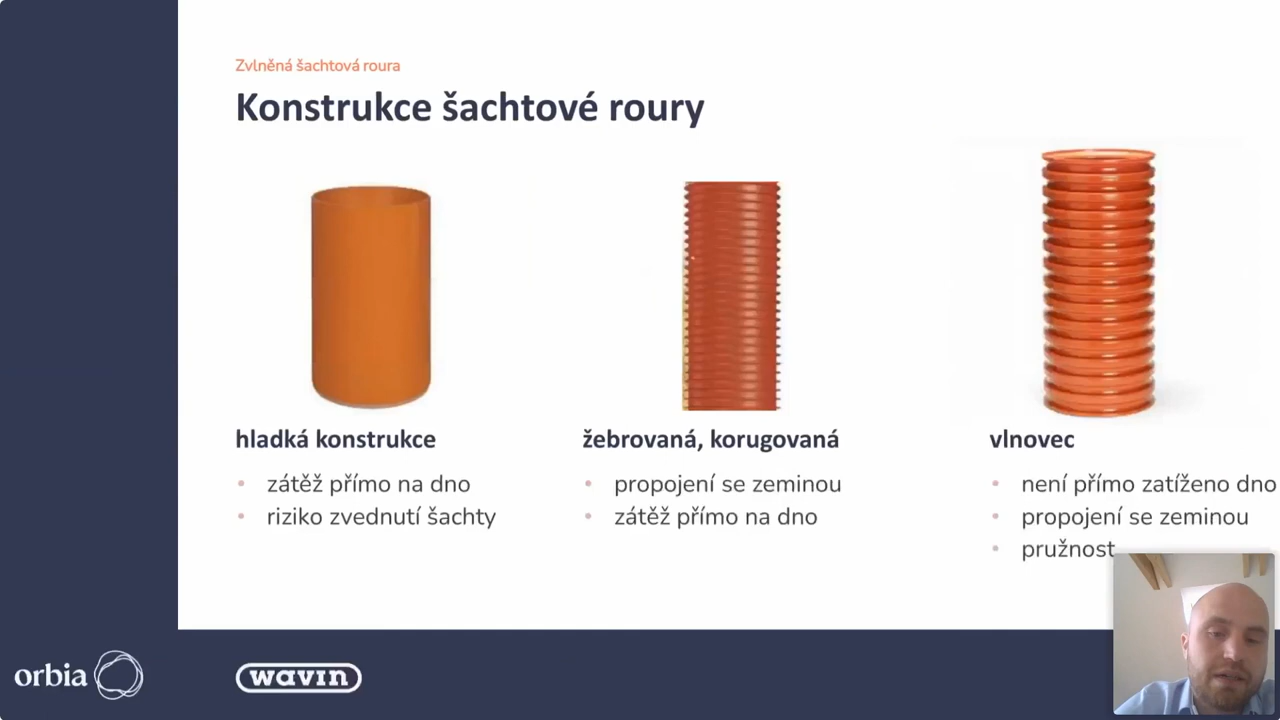 Zvlněná šachtová roura
Konstrukce šachtové roury
hladká konstrukce
zátěž přímo na dno
riziko zvednutí šachty
žebrovaná, korugovaná
propojení se zeminou
zátěž přímo na dno
vlnovec
není přímo zatíženo dno
propojení se zeminou
pružnost
orbia
wavin